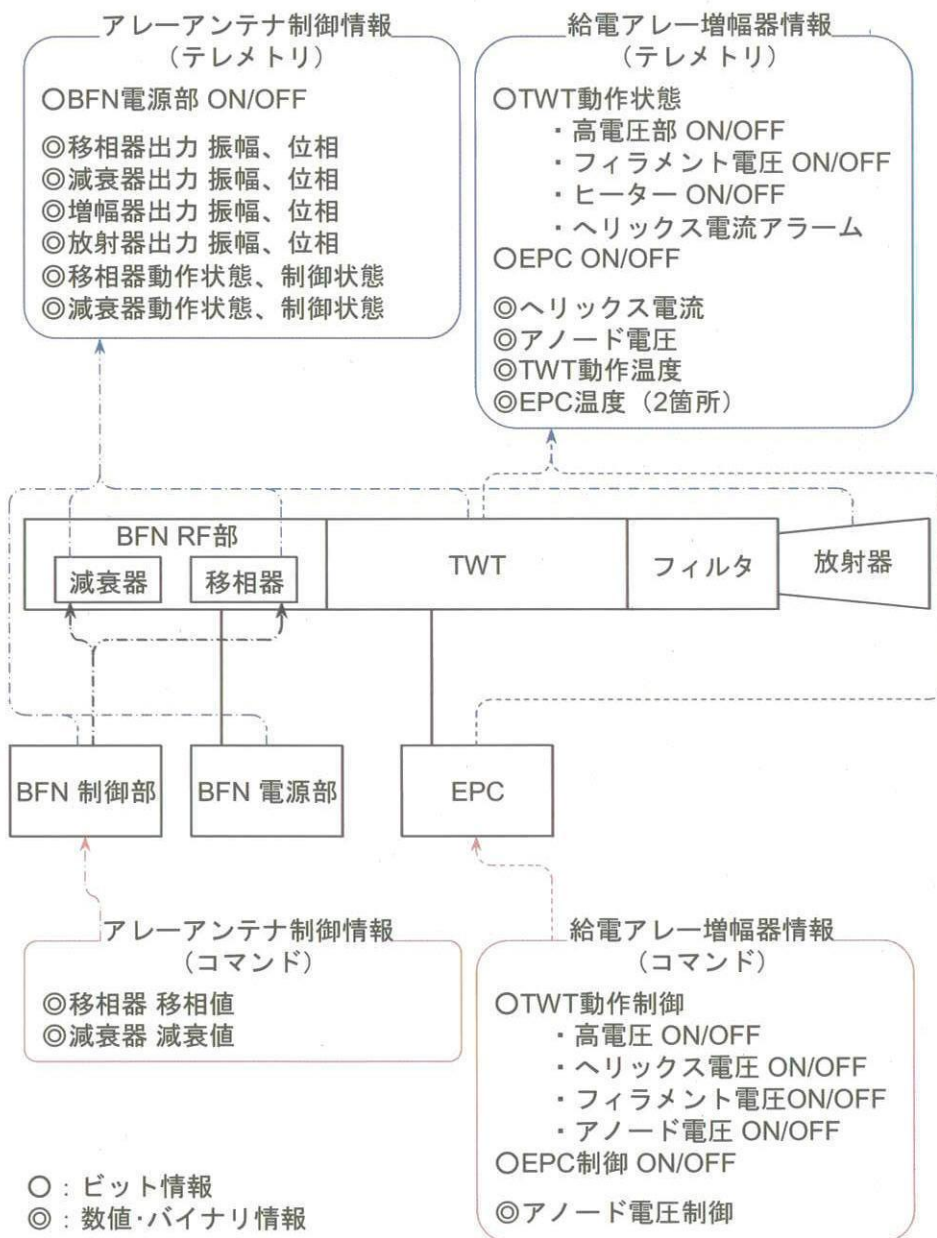 アレーアンテナ制御情報
（テレメトリ）
○BFN電源部 ON/OFF
◎移相器出力 振幅、位相
◎減衰器出力 振幅、位相
◎増幅器出力 振幅、位相
◎放射器出力 振幅、位相
◎移相器動作状態、制御状態
◎減衰器動作状態、制御状態
給電アレー増幅器情報
（テレメトリ）
○TWT動作状態
・高電圧部 ON/OFF
・フィラメント電圧 ON/OFF
・ヒーター ON/OFF
・ヘリックス電流アラーム
○EPC ON/OFF
◎ヘリックス電流
◎アノード電圧
◎TWT動作温度
◎EPC温度（2箇所）
BFN RF部
減衰器
移相器
TWT
フィルタ
放射器
BFN 制御部
BFN 電源部
EPC
アレーアンテナ制御情報
（コマンド）
◎移相器 移相値
◎減衰器 減衰値
給電アレー増幅器情報
（コマンド）
○TWT動作制御
・高電圧 ON/OFF
・ヘリックス電圧 ON/OFF
・フィラメント電圧ON/OFF
・アノード電圧 ON/OFF
○EPC制御 ON/OFF
◎アノード電圧制御
○：ビット情報
◎：数値･バイナリ情報